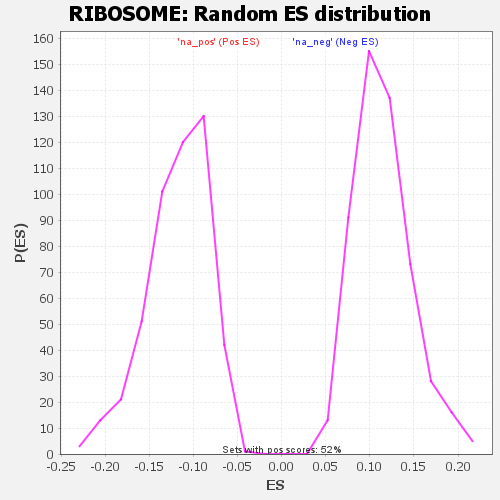 RIBOSOME: Random ES distribution
'na_pos' (Pos ES)
'na_neg' (Neg ES)
160
150
140
130
120
110
100
90
80
70
60
50
40
30
20
10
0
P(ES)
Sets with pos scores: 52%
-0.25 -0.20 -0.15 -0.10 -0.05 0.00 0.05 0.10 0.15 0.20
ES